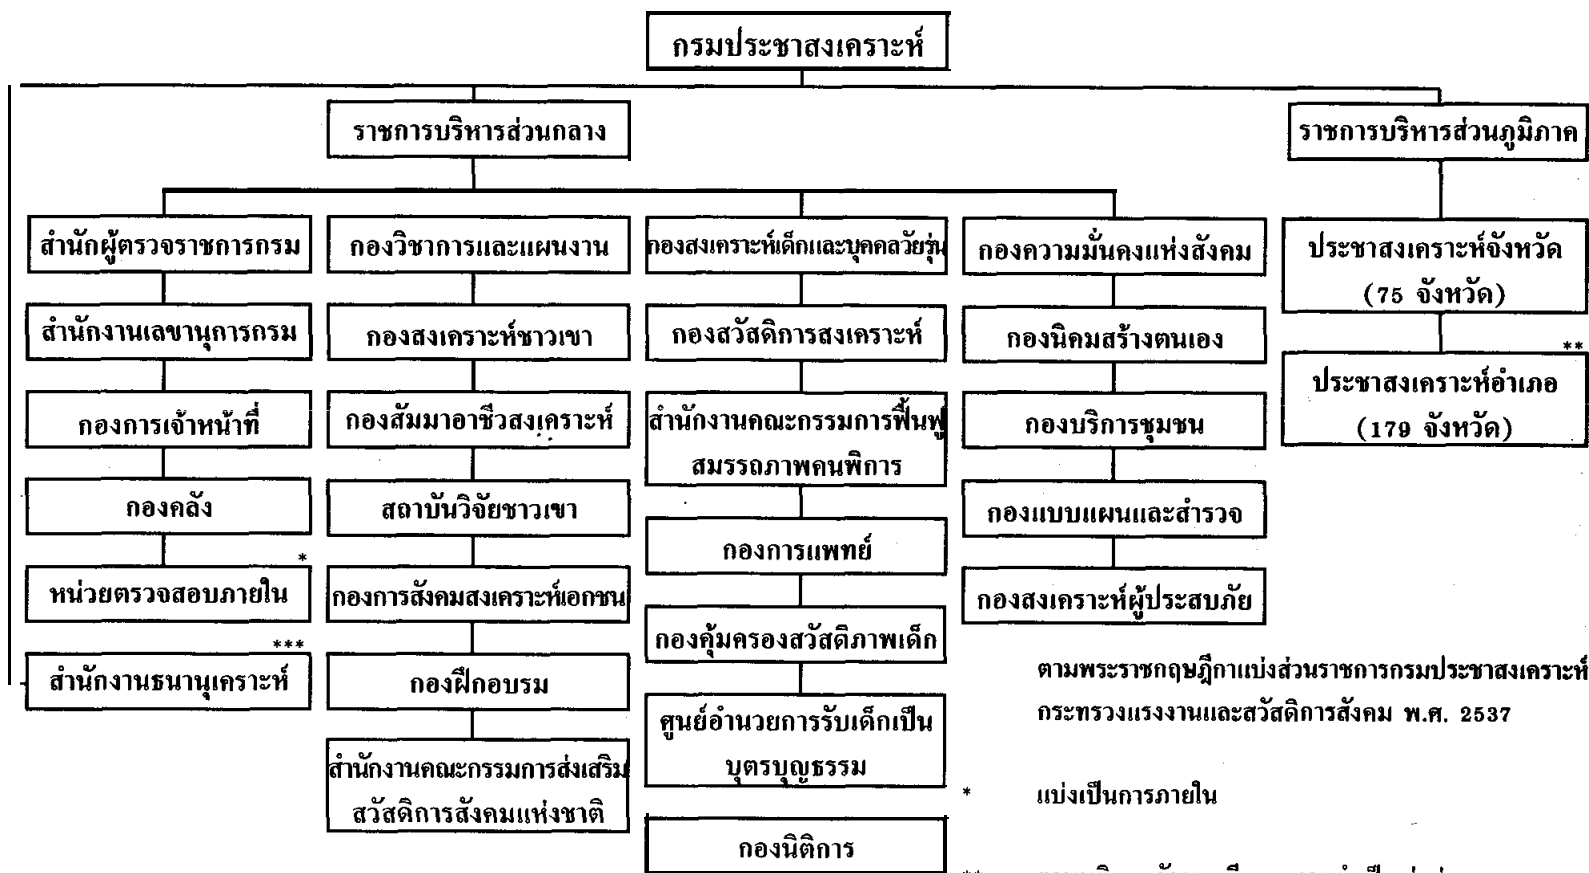 กรมประชาสงเคราะห์
ราชการบริหารส่วนกลาง
ราชการบริหารส่วนภูมิภาค
สำนักผู้ตรวจราชการกรม
สำนักงานเลขานุการกรม
กองการเจ้าหน้าที่
กองคลัง
*
หน่วยตรวจสอบภายใน
***
สำนักงานธนานุเคราะห์
กองวิชาการและแผนงาน
กองสงเคราะห์ชาวเขา
กองสัมมาอาชีวสงเคราะห์
สถาบันวิจัยชาวเขา
กองการสังคมสงเคราะห์เอกชน
กองฝึกอบรม
สำนักงานคณะกรรมการส่งเสริม
สวัสดิการสังคมแห่งชาติ
กองสงเคราะห์เด็กและบุคคลวัยรุ่น
กองสวัสดิการสงเคราะห์
สำนักงานคณะกรรมการฟื้นฟู
สมรรถภาพคนพิการ
กองการแพทย์
กองคุ้มครองสวัสดิภาพเด็ก
ศูนย์อำนวยการรับเด็กเป็น
บุตรบุญธรรม
กองนิติการ
กองความมั่นคงแห่งสังคม
กองนิคมสร้างตนเอง
กองบริการชุมชน
กองแบบแผนและสำรวจ
กองสงเคราะห์ผู้ประสบภัย
ประชาสงเคราะห์จังหวัด
(75 จังหวัด)
**
ประชาสงเคราะห์อำเภอ
(179 จังหวัด)
ตามพระราชกฤษฎีกาแบ่งส่วนราชการกรมประชาสงเคราะห์
กระทรวงแรงงานและสวัสดิการสังคม พ.ศ. 2537
* แบ่งเป็นการภายใน